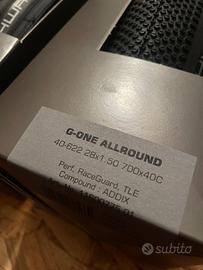 G-ONE ALLROUND
40-622 28x1.50 700x40C
Perf, RaceGuard, TLE
Compound : ADDIX
subito